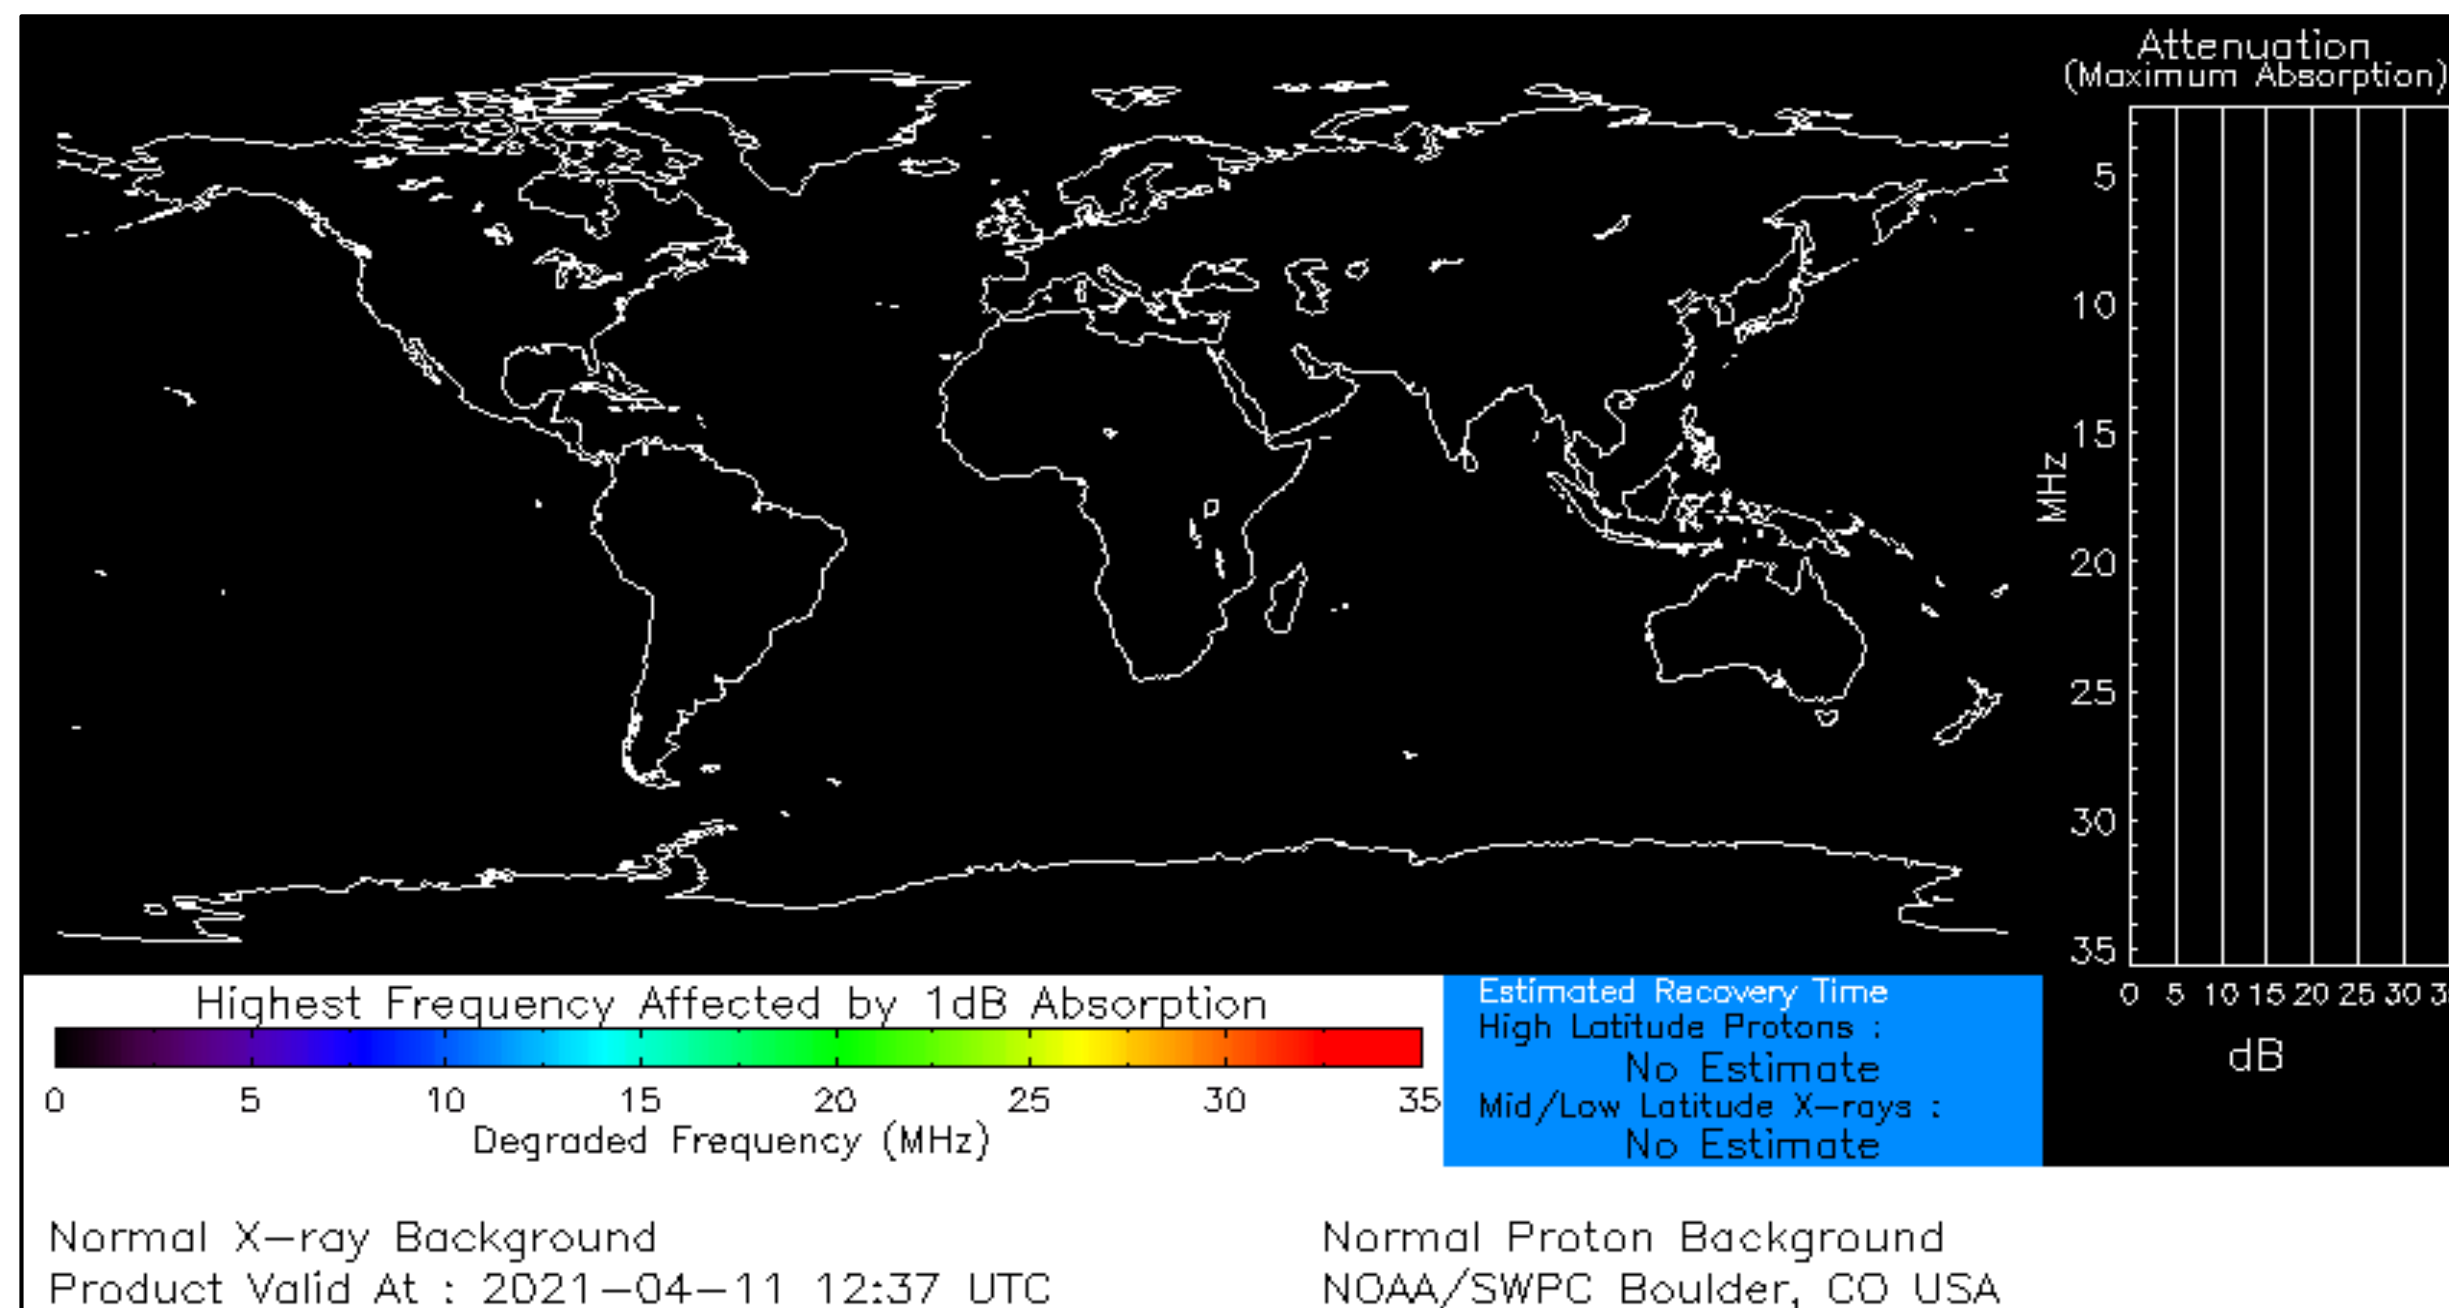 Attenuation
(Maximum Absorption)
5
10
15
20
25
30
35
MHz
0 5 10 15 20 25 30
dB
Highest Frequency Affected by 1dB Absorption
0 5 10 15 20 25 30 35
Degraded Frequency (MHz)
Estimated Recovery Time
High Latitude Protons :
No Estimate
Mid/Low Latitude X-rays :
No Estimate
Normal X-ray Background
Normal Proton Background
Product Valid At : 2021-04-11 12:37 UTC
NOAA/SWPC Boulder, CO USA